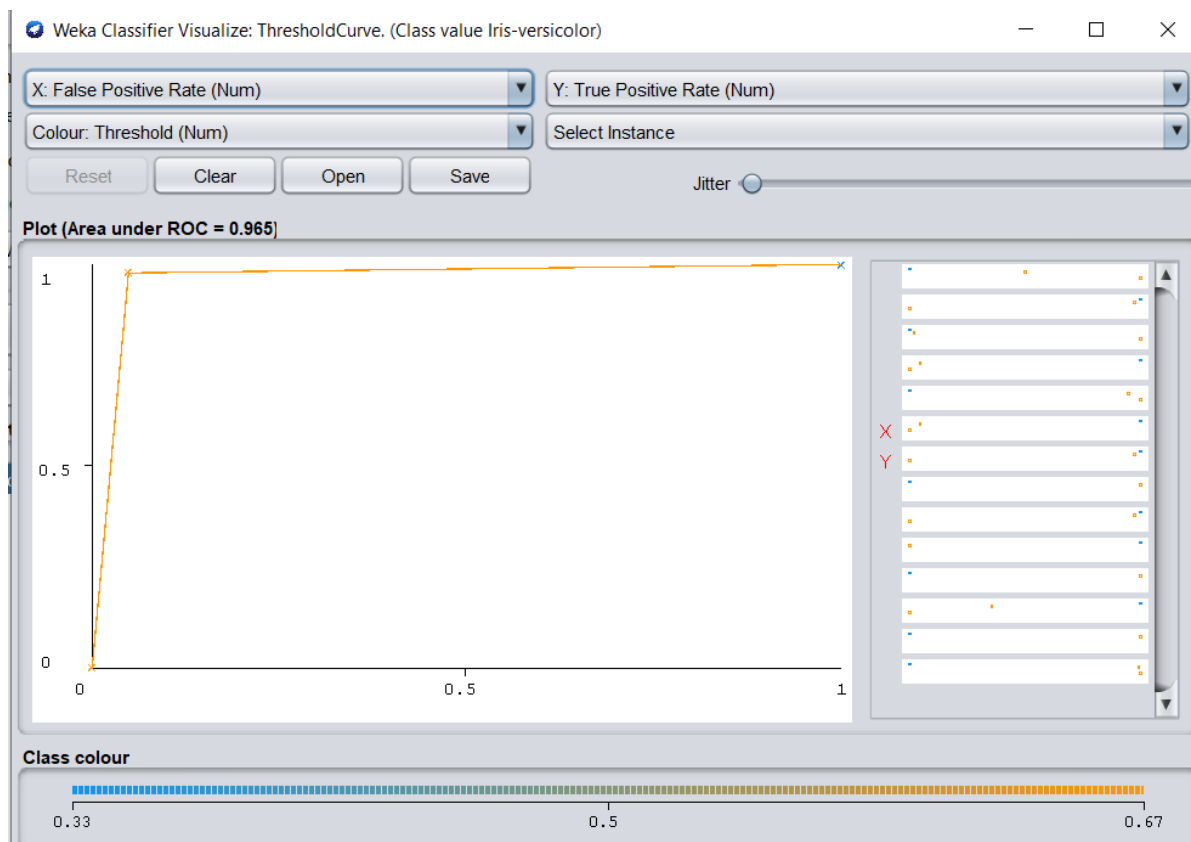 Weka Classifier Visualize: ThresholdCurve. (Class value Iris-versicolor)
X: False Positive Rate (Num)
Y: True Positive Rate (Num)
Colour: Threshold (Num)
Select Instance
Reset
Clear
Open
Save
Jitter
Plot (Area under ROC = 0.965)
1
0.5
0
0
0.5
1
X
Y
Class colour
0.33
0.5
0.67